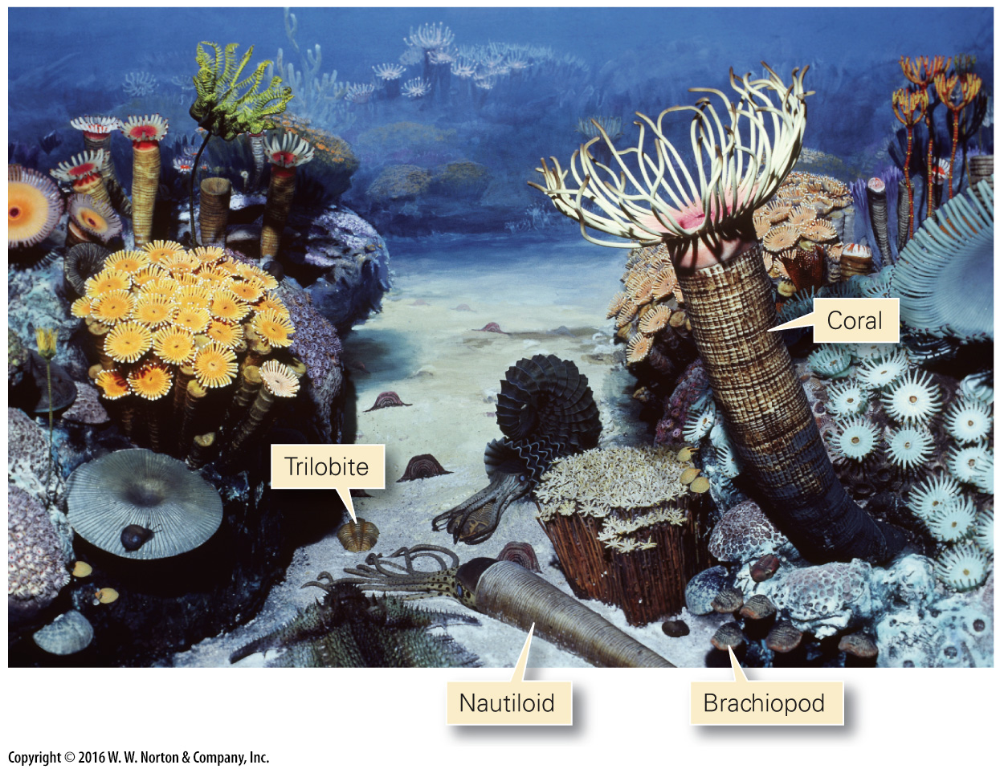 Coral
Trilobite
Nautiloid
Brachiopod
Copyright © 2016 W. W. Norton & Company, Inc.